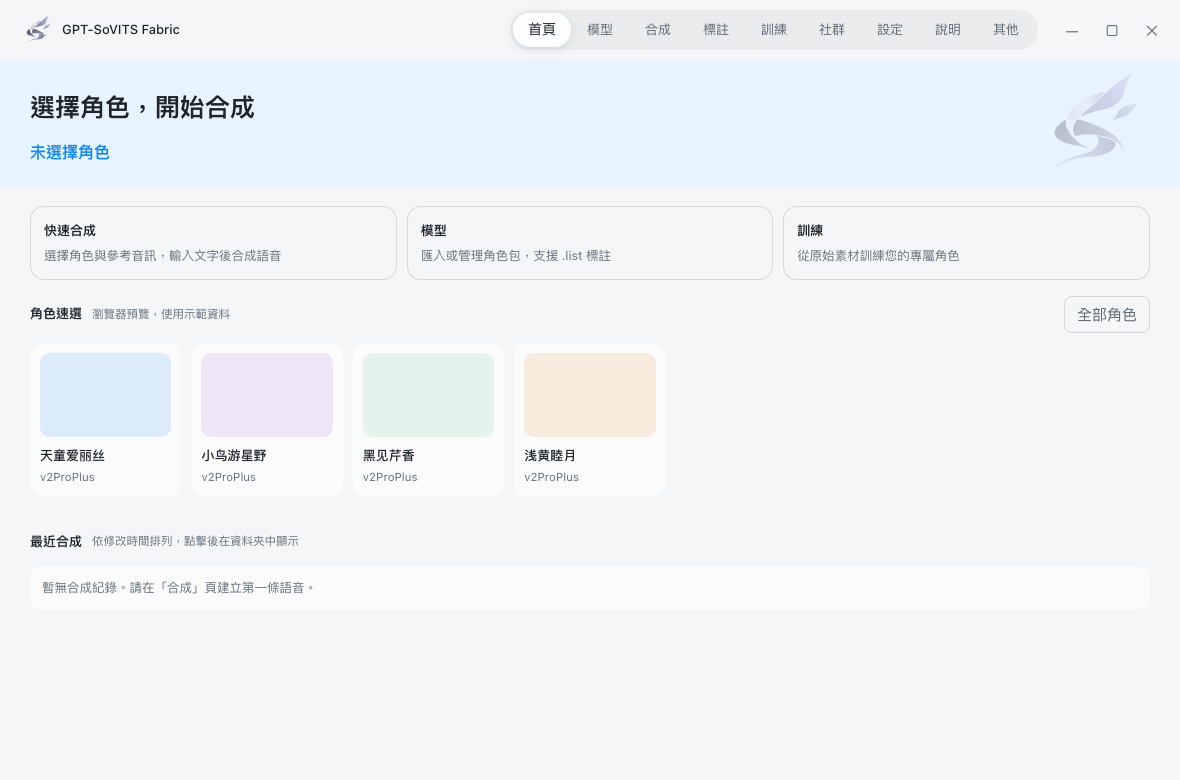 GPT-SoVITS Fabric
首頁 模型 合成 標註 訓練 社群 設定 說明 其他
選擇角色，開始合成
未選擇角色
快速合成
選擇角色與參考音訊，輸入文字後合成語音
模型
匯入或管理角色包，支援 .list 標註
訓練
從原始素材訓練您的專屬角色
角色速選 瀏覽器預覽，使用示範資料
全部角色
天童爱丽丝
v2ProPlus
小鸟游星野
v2ProPlus
黑见芹香
v2ProPlus
浅黄睦月
v2ProPlus
最近合成 依修改時間排列，點擊後在資料夾中顯示
暫無合成紀錄。請在「合成」頁建立第一條語音。